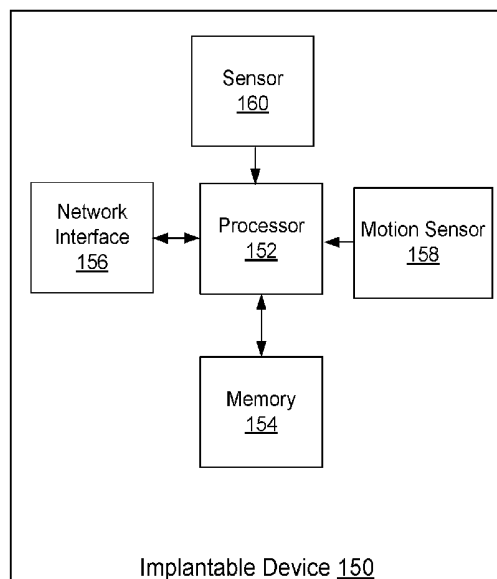 Sensor
160
Network
Interface
156
Processor
152
Motion Sensor
158
Memory
154
Implantable Device 150